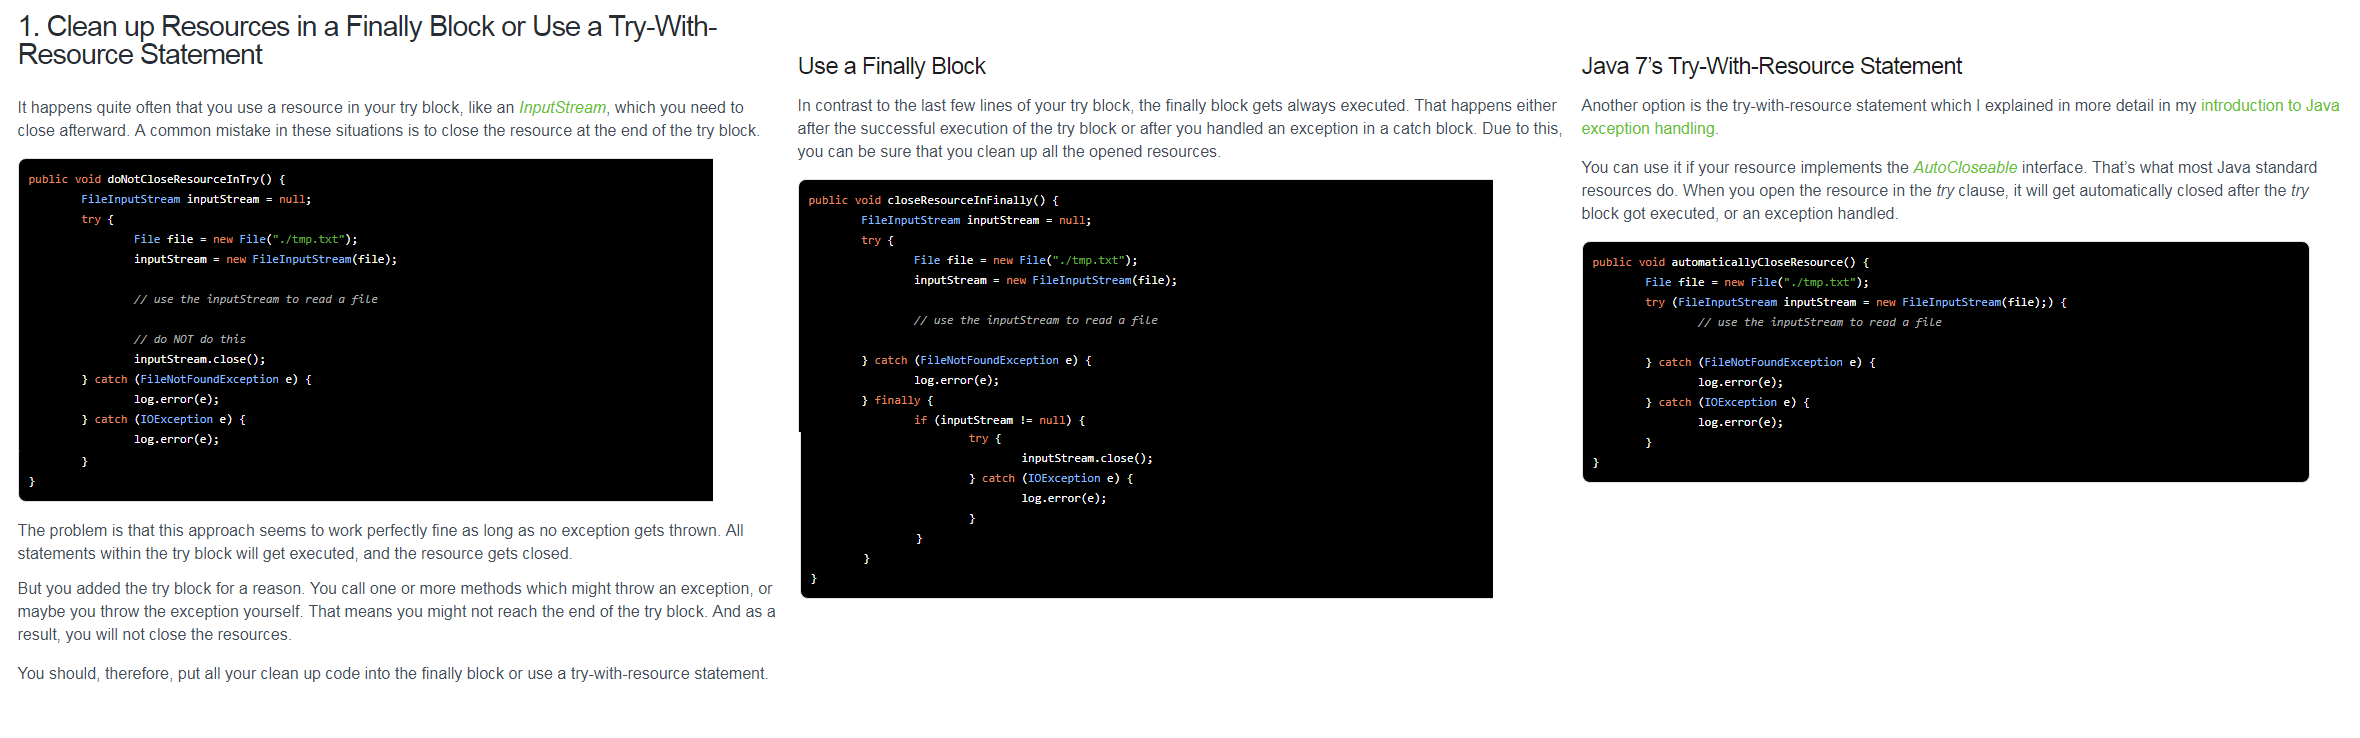 1. Clean up Resources in a Finally Block or Use a Try-With-
Resource Statement
It happens quite often that you use a resource in your try block, like an InputStream, which you need to
close afterward. A common mistake in these situations is to close the resource at the end of the try block.
public void doNotCloseResourceInTry() {
FileInputStream inputStream = null;
try {
File file = new File("./tmp.txt");
inputStream = new FileInputStream(file);
// use the inputStream to read a file
// do NOT do this
inputStream.close();
} catch (FileNotFoundException e) {
log.error(e);
} catch (IOException e) {
log.error(e);
}
}
The problem is that this approach seems to work perfectly fine as long as no exception gets thrown. All
statements within the try block will get executed, and the resource gets closed.
But you added the try block for a reason. You call one or more methods which might throw an exception, or
maybe you throw the exception yourself. That means you might not reach the end of the try block. And as a
result, you will not close the resources.
You should, therefore, put all your clean up code into the finally block or use a try-with-resource statement.
Use a Finally Block
In contrast to the last few lines of your try block, the finally block gets always executed. That happens either
after the successful execution of the try block or after you handled an exception in a catch block. Due to this,
you can be sure that you clean up all the opened resources.
public void closeResourceInFinally() {
FileInputStream inputStream = null;
try {
File file = new File("./tmp.txt");
inputStream = new FileInputStream(file);
// use the inputStream to read a file
} catch (FileNotFoundException e) {
log.error(e);
} finally {
if (inputStream != null) {
try {
inputStream.close();
} catch (IOException e) {
log.error(e);
}
}
}
}
Java 7’s Try-With-Resource Statement
Another option is the try-with-resource statement which I explained in more detail in my introduction to Java
exception handling.
You can use it if your resource implements the AutoCloseable interface. That’s what most Java standard
resources do. When you open the resource in the try clause, it will get automatically closed after the try
block got executed, or an exception handled.
public void automaticallyCloseResource() {
File file = new File("./tmp.txt");
try (FileInputStream inputStream = new FileInputStream(file);) {
// use the inputStream to read a file
} catch (FileNotFoundException e) {
log.error(e);
} catch (IOException e) {
log.error(e);
}
}